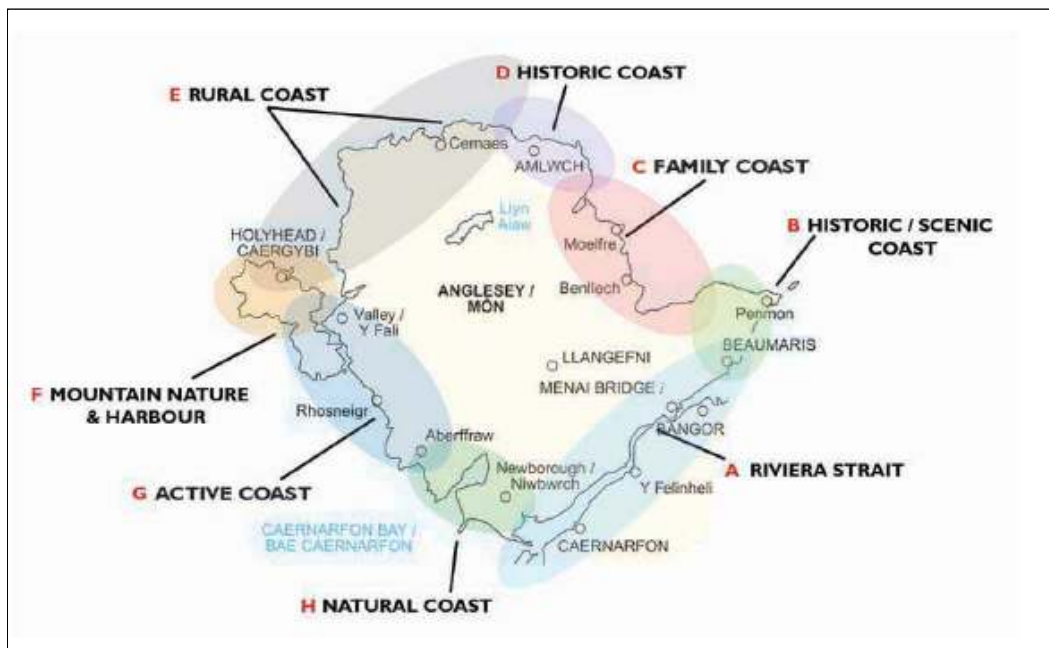 D HISTORIC COAST
E RURAL COAST
Cemaes
AMLWCH
C FAMILY COAST
Llyn
Alaw
B HISTORIC / SCENIC
COAST
HOLYHEAD /
CAERGYBI
Moelfre
Benllech
ANGLESEY /
MÔN
Penmon
Valley /
Y Fali
BEAUMARIS
LLANGEFNI
MENAI BRIDGE /
F MOUNTAIN NATURE
& HARBOUR
Rhosneigr
BANGOR
Aberffraw
A RIVIERA STRAIT
Newborough /
Niwbwrch
G ACTIVE COAST
Y Felinheli
CAERNARFON BAY /
BAE CAERNARFON
CAERNARFON
H NATURAL COAST